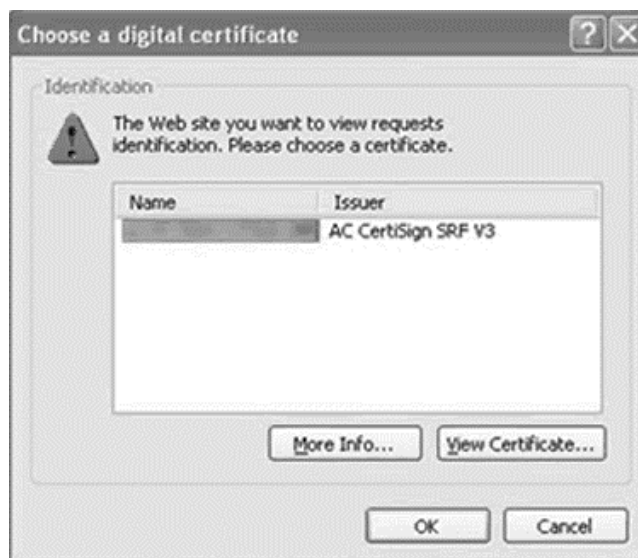 Choose a digital certificate
Identification
The Web site you want to view requests
identification. Please choose a certificate.
Name Issuer
AC CertiSign SRF V3
More Info... View Certificate...
OK Cancel